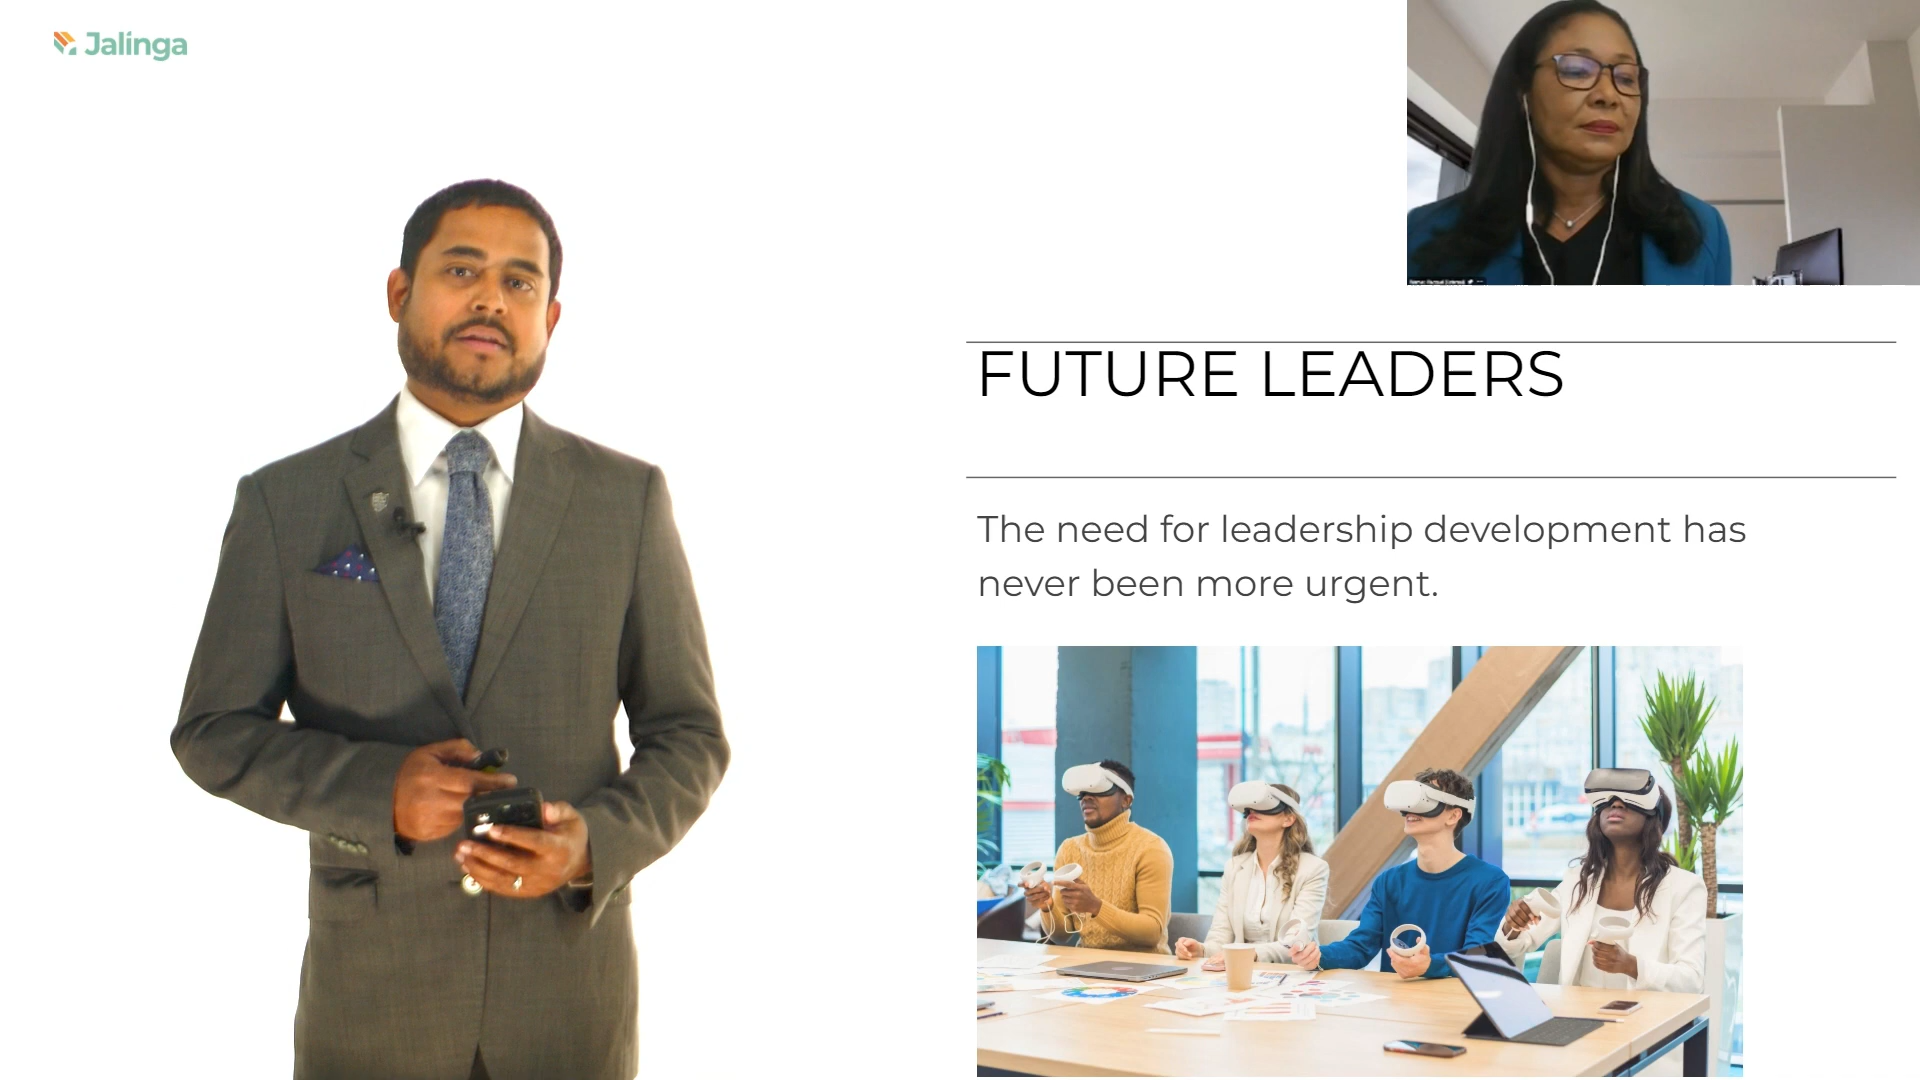 Jalinga
FUTURE LEADERS
The need for leadership development has
never been more urgent.